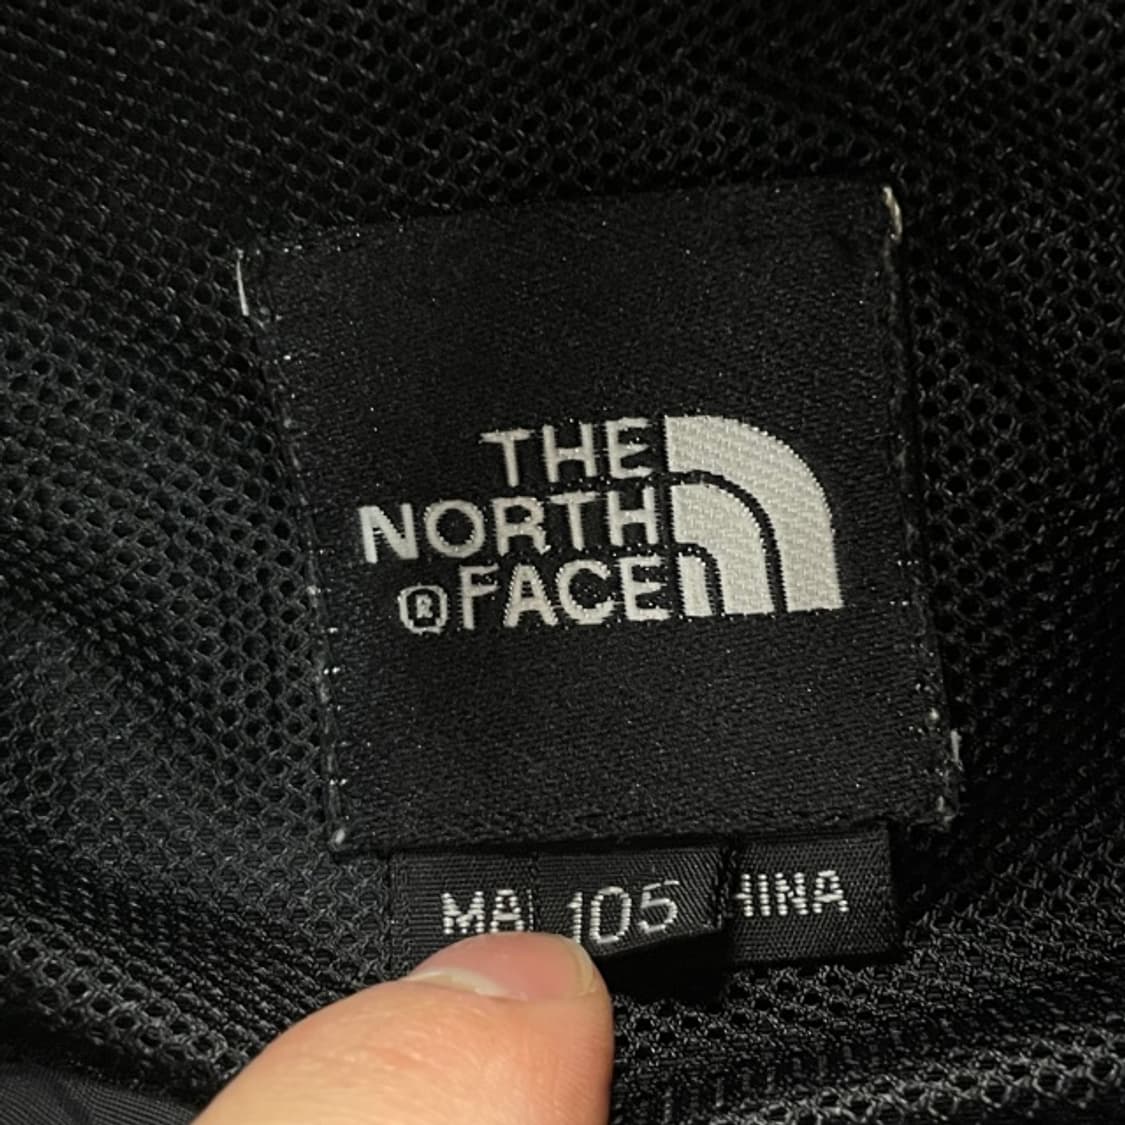 THE
NORTH
® FACE
MA 105 HINA